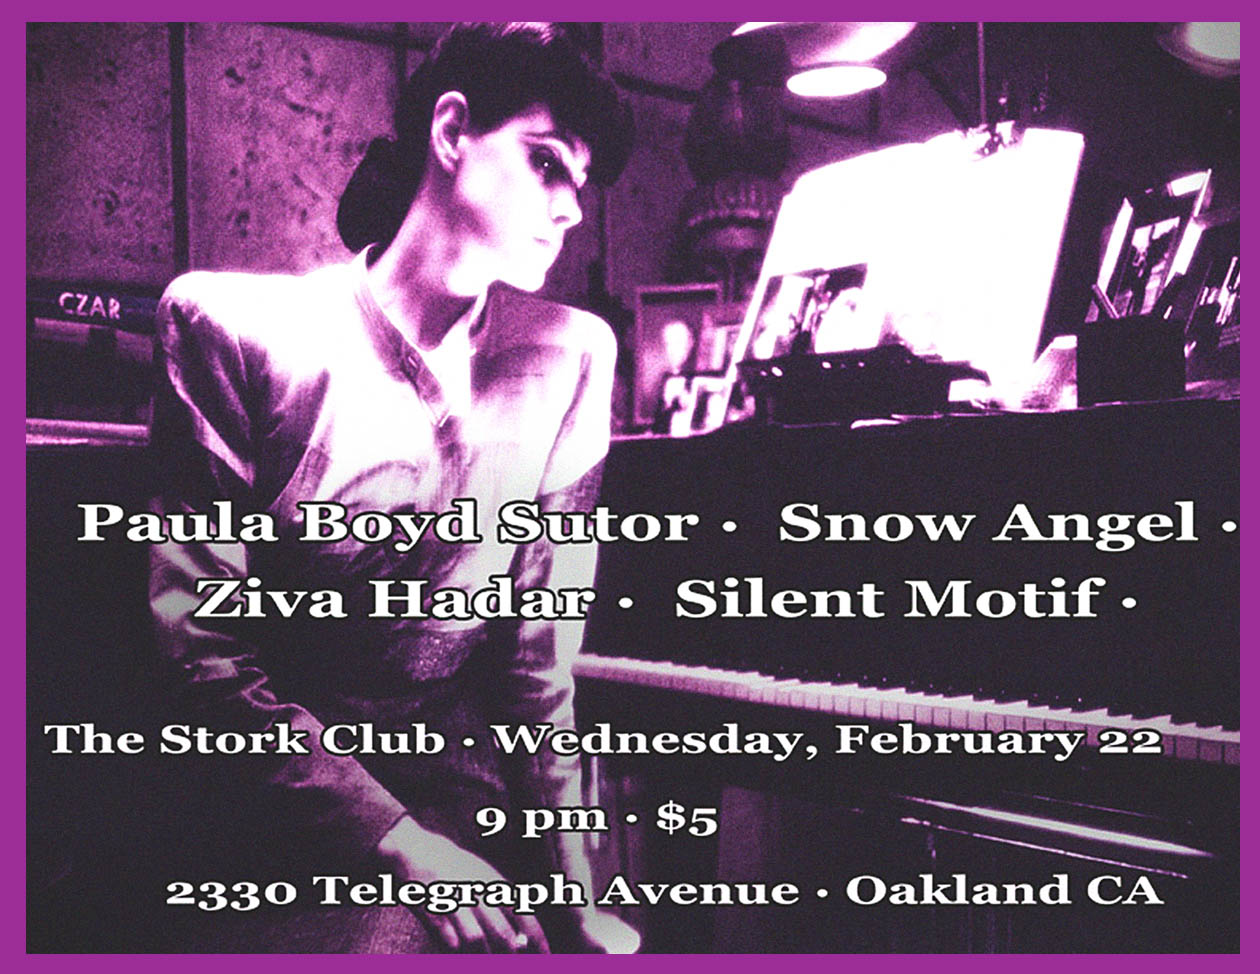 CZAR
Paula Boyd Sutor • Snow Angel •
Ziva Hadar • Silent Motif •
The Stork Club • Wednesday, February 22
9 pm • $5
2330 Telegraph Avenue • Oakland CA